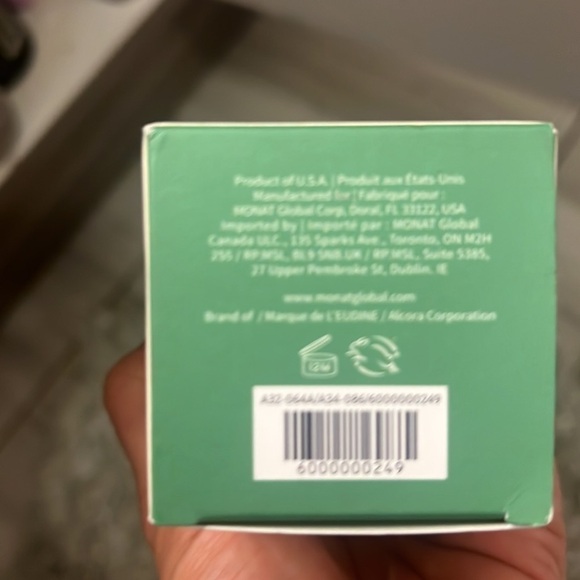 Product of U.S.A. | Produit aux États-Unis
Manufactured for | Fabriqué pour :
MONAT Global Corp, Doral, FL 33122, USA
Imported by | Importé par : MONAT Global
Canada ULC., 135 Sparks Ave., Toronto, ON M2H
2S5 / RP.MSL, BL9 5NB.UK / RP.MSL, Suite 5385,
27 Upper Pembroke St, Dublin. IE
www.monatglobal.com
Brand of / Marque de L'EUDINE / Alcora Corporation
12M
A32-064A/A34-086/6000000249
6000000249